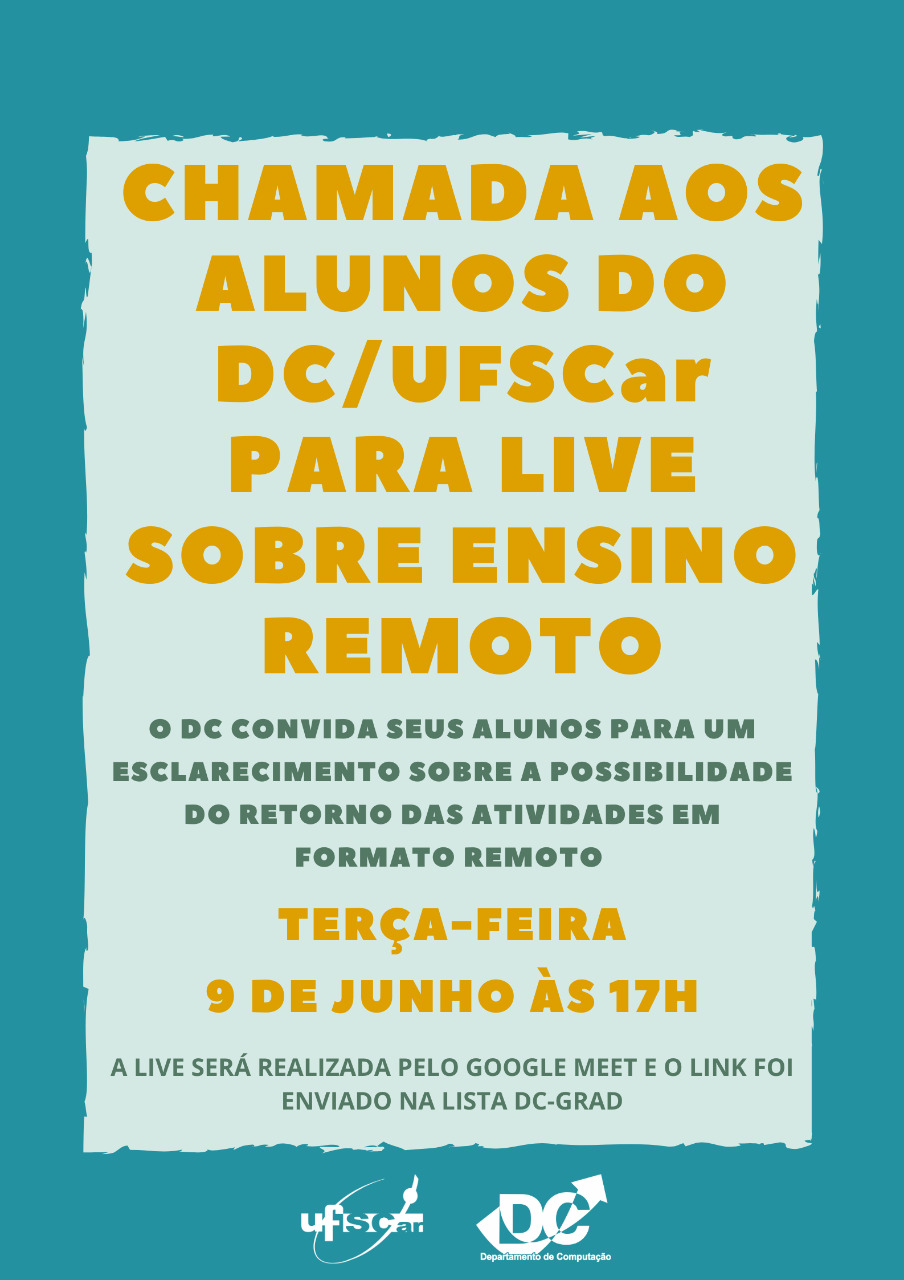 CHAMADA AOS
ALUNOS DO
DC/UFSCar
PARA LIVE
SOBRE ENSINO
REMOTO
O DC CONVIDA SEUS ALUNOS PARA UM
ESCLARECIMENTO SOBRE A POSSIBILIDADE
DO RETORNO DAS ATIVIDADES EM
FORMATO REMOTO
TERÇA-FEIRA
9 DE JUNHO ÀS 17H
A LIVE SERÁ REALIZADA PELO GOOGLE MEET E O LINK FOI
ENVIADO NA LISTA DC-GRAD
ufscar
DC
Departamento de Computação